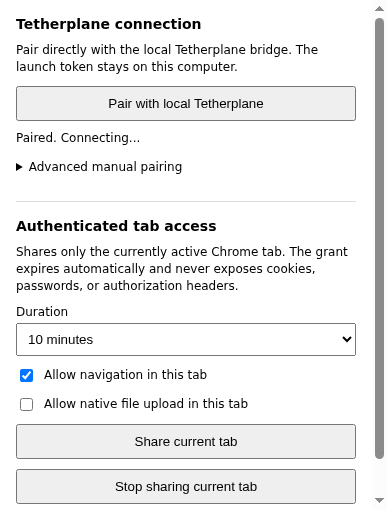 Tetherplane connection
Pair directly with the local Tetherplane bridge. The
launch token stays on this computer.
Pair with local Tetherplane
Paired. Connecting...
Advanced manual pairing
Authenticated tab access
Shares only the currently active Chrome tab. The grant
expires automatically and never exposes cookies,
passwords, or authorization headers.
Duration
10 minutes
Allow navigation in this tab
Allow native file upload in this tab
Share current tab
Stop sharing current tab